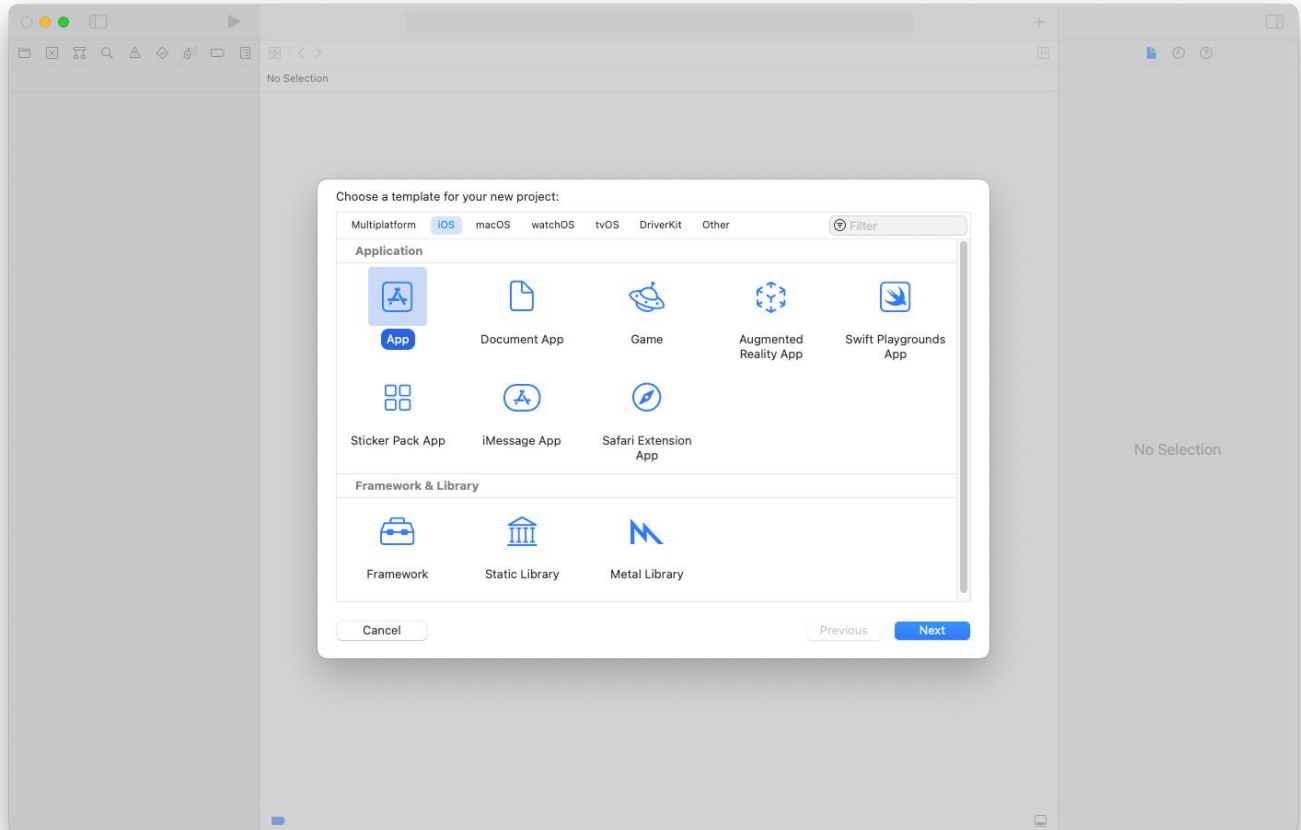 No Selection
Choose a template for your new project:
Multiplatform iOS macOS watchOS tvOS DriverKit Other Filter
Application
App Document App Game Augmented Reality App Swift Playgrounds App
Sticker Pack App iMessage App Safari Extension App
No Selection
Framework & Library
Framework Static Library Metal Library
Cancel Previous Next